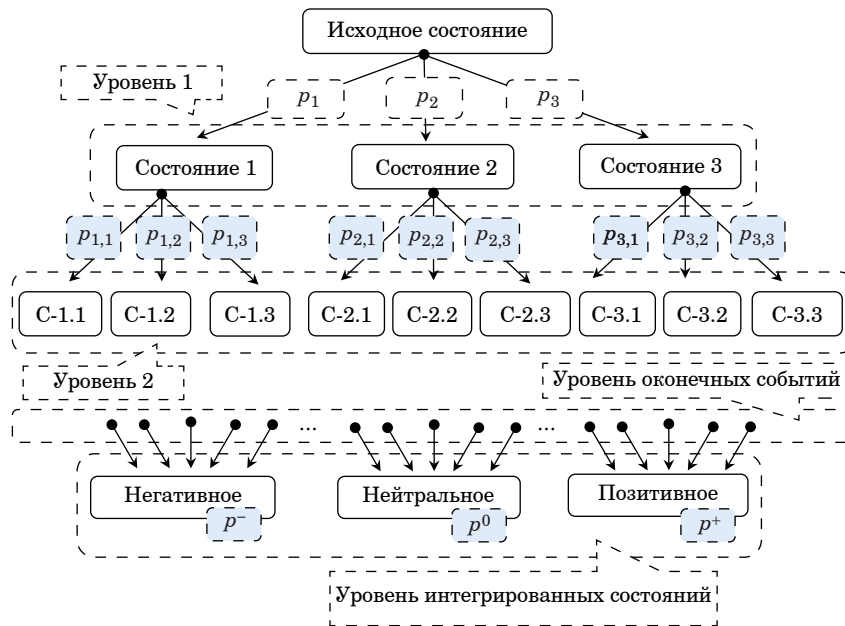 Исходное состояние
Уровень 1
p₁ p₂ p₃
Состояние 1 Состояние 2 Состояние 3
p₁,₁ p₁,₂ p₁,₃ p₂,₁ p₂,₂ p₂,₃ p₃,₁ p₃,₂ p₃,₃
С-1.1 С-1.2 С-1.3 С-2.1 С-2.2 С-2.3 С-3.1 С-3.2 С-3.3
Уровень 2 Уровень оконечных событий
... ...
Негативное Нейтральное Позитивное
p⁻ p⁰ p⁺
Уровень интегрированных состояний